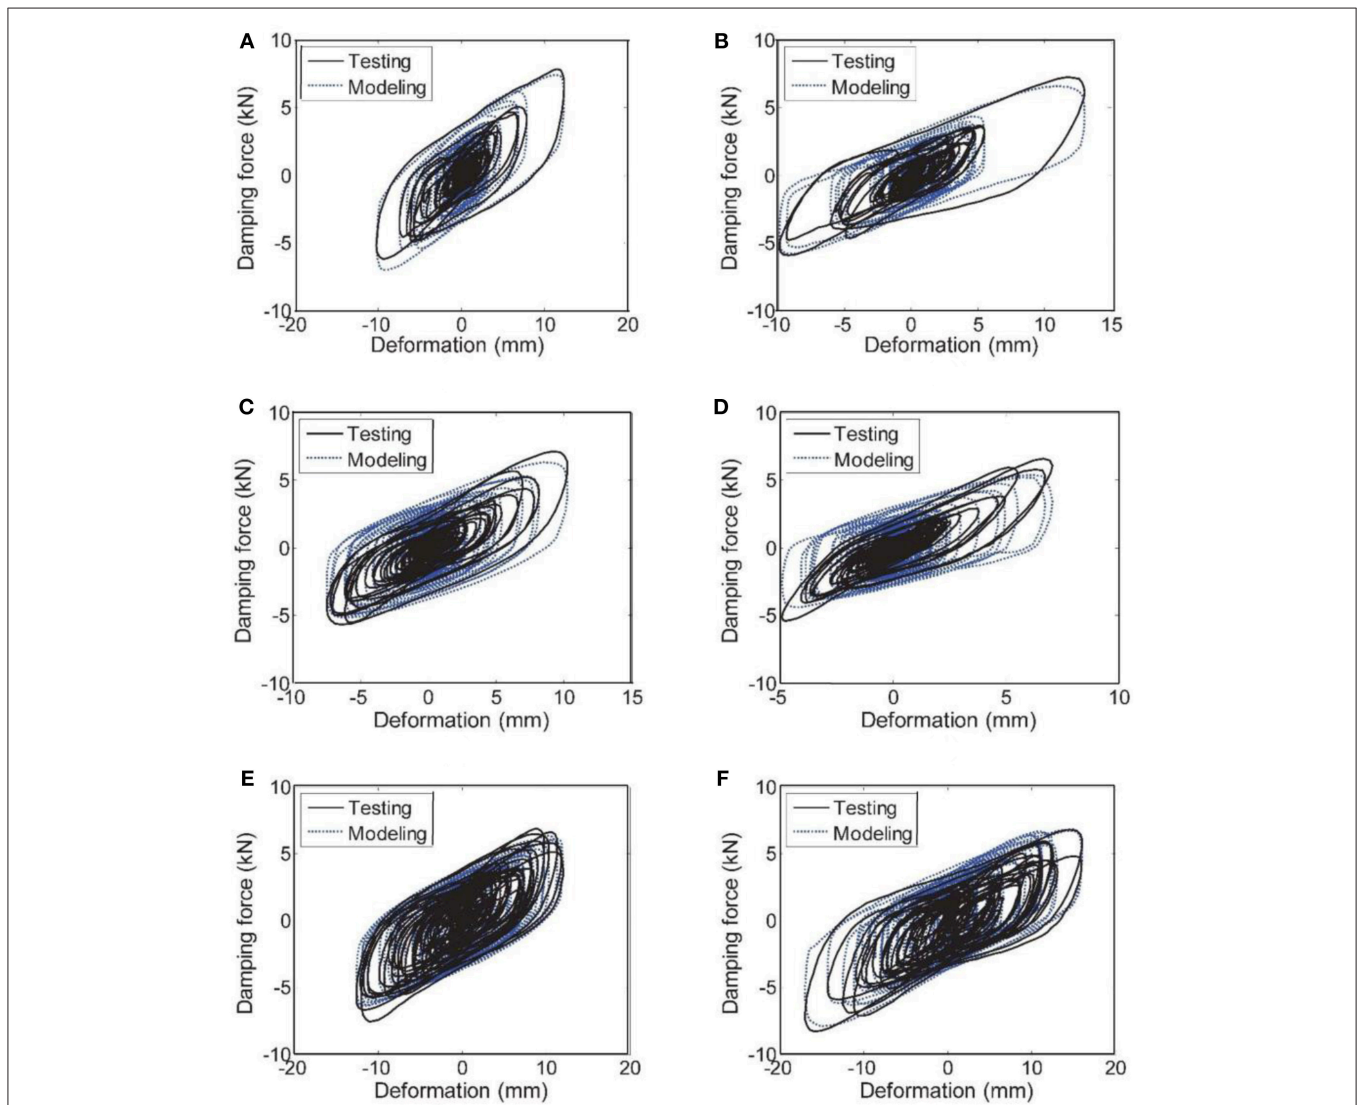 A
10
5
0
-5
-10
Damping force (kN)
Testing
Modeling
-20
-10
0
10
20
Deformation (mm)
B
10
5
0
-5
-10
Damping force (kN)
Testing
Modeling
-10
-5
0
5
10
15
Deformation (mm)
C
10
5
0
-5
-10
Damping force (kN)
Testing
Modeling
-10
-5
0
5
10
15
Deformation (mm)
D
10
5
0
-5
-10
Damping force (kN)
Testing
Modeling
-5
0
5
10
Deformation (mm)
E
10
5
0
-5
-10
Damping force (kN)
Testing
Modeling
-20
-10
0
10
20
Deformation (mm)
F
10
5
0
-5
-10
Damping force (kN)
Testing
Modeling
-20
-10
0
10
20
Deformation (mm)